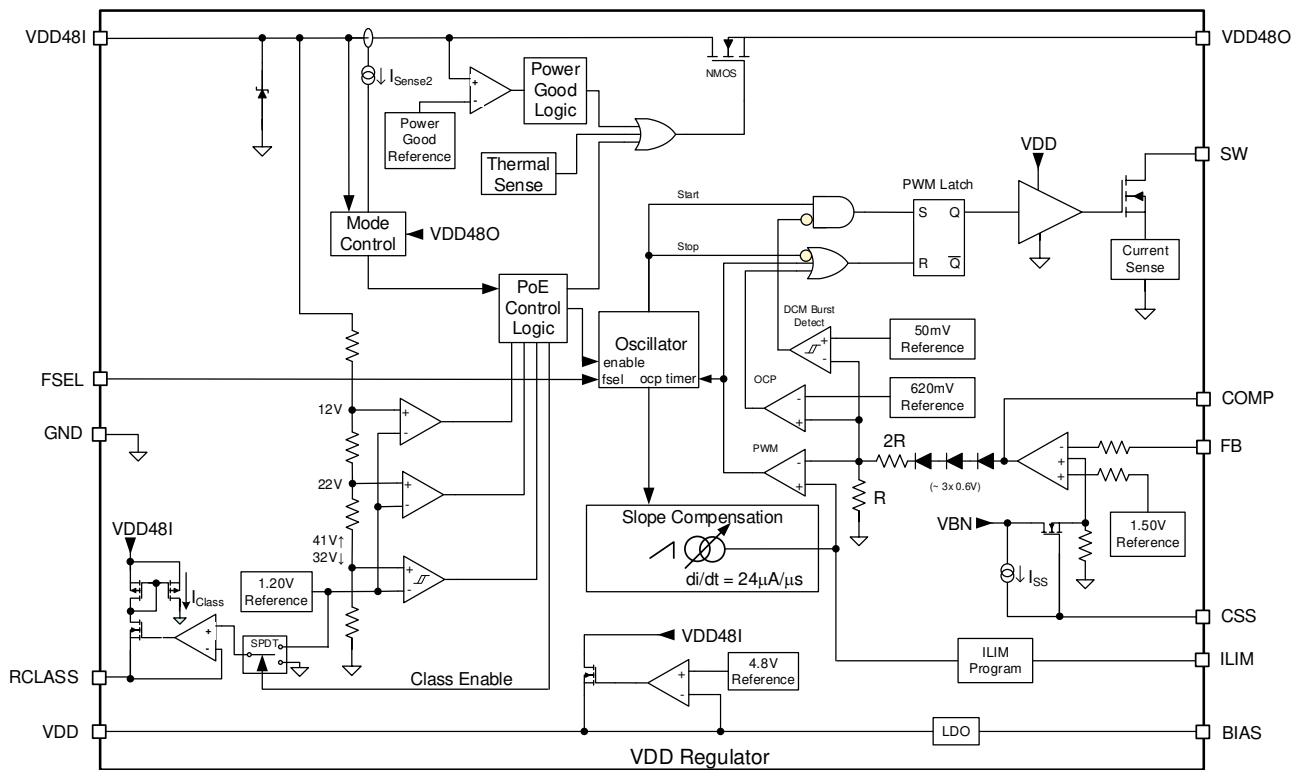 VDD48I
VDD48O
I Sense2
Power
Good
Logic
NMOS
Power
Good
Reference
Thermal
Sense
VDD
SW
Start
PWM Latch
S Q
Mode
Control
VDD48O
Stop
R Q
Current
Sense
PoE
Control
Logic
DCM Burst
Detect
50mV
Reference
Oscillator
enable
fsel ocp timer
FSEL
OCP
620mV
Reference
COMP
12V
GND
2R
FB
PWM
(~ 3x 0.6V)
22V
R
1.50V
Reference
VDD48I
Slope Compensation
VBN
41V↑
32V↓
di/dt = 24µA/µs
I SS
1.20V
Reference
I Class
CSS
SPDT
VDD48I
ILIM
ILIM
Program
4.8V
Reference
RCLASS
Class Enable
VDD
LDO
BIAS
VDD Regulator
+
-
+
-
+
-
+
-
+
-
+
-
+
-
+
-
+
-
+
+
-